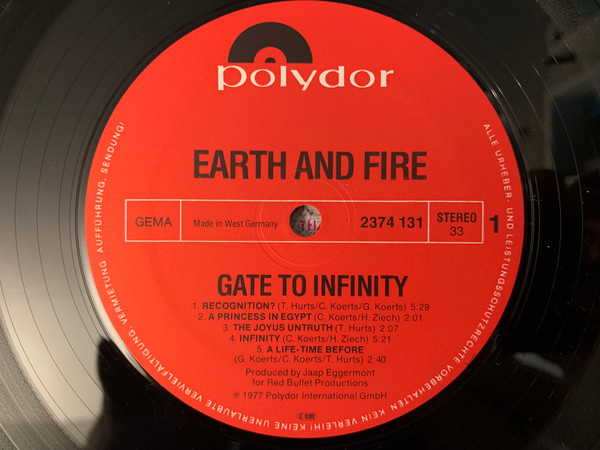 polydor
EARTH AND FIRE
GEMA
Made in West Germany
2374 131
STEREO
33
1
GATE TO INFINITY
1. RECOGNITION? (T. Hurts/C. Koerts/G. Koerts) 5:29
2. A PRINCESS IN EGYPT (C. Koerts/H. Ziech) 2:01
3. THE JOYUS UNTRUTH (T. Hurts) 2:07
4. INFINITY (C. Koerts/H. Ziech) 5:21
5. A LIFE-TIME BEFORE
(G. Koerts/C. Koerts/T. Hurts) 2:40
Produced by Jaap Eggermont
for Red Bullet Productions
℗ 1977 Polydor International GmbH
ALLE URHEBER- UND LEISTUNGSSCHUTZRECHTE VORBEHALTEN KEIN VERLEIH! KEINE UNERLAUBTE VERVIELFÄLTIGUNG, VERMIETUNG, AUFFÜHRUNG, SENDUNG!